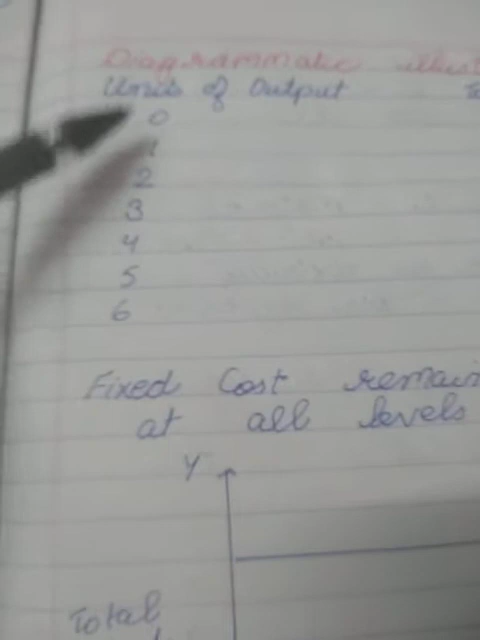 Diagrammatic
Units of Output
0
1
2
3
4
5
6
Fixed Cost remain
at all levels
Y
Total